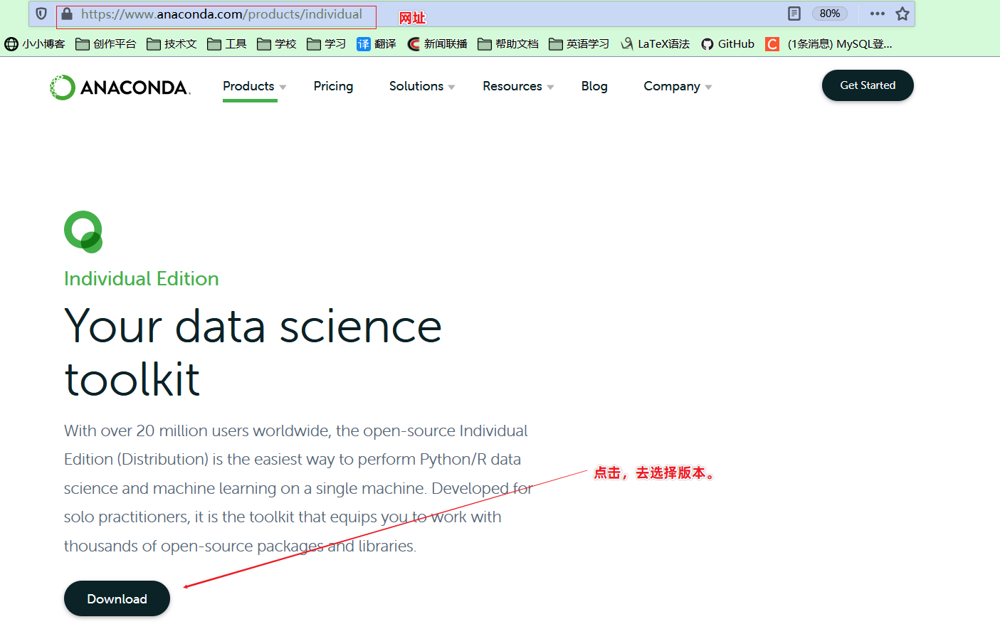 https://www.anaconda.com/products/individual
网址
80%
小小博客 创作平台 技术文 工具 学校 学习 译 翻译 新闻联播 帮助文档 英语学习 LaTeX语法 GitHub C (1条消息) MySQL登...
ANACONDA. Products Pricing Solutions Resources Blog Company Get Started
Individual Edition
Your data science
toolkit
With over 20 million users worldwide, the open-source Individual
Edition (Distribution) is the easiest way to perform Python/R data
science and machine learning on a single machine. Developed for
solo practitioners, it is the toolkit that equips you to work with
thousands of open-source packages and libraries.
点击，去选择版本。
Download